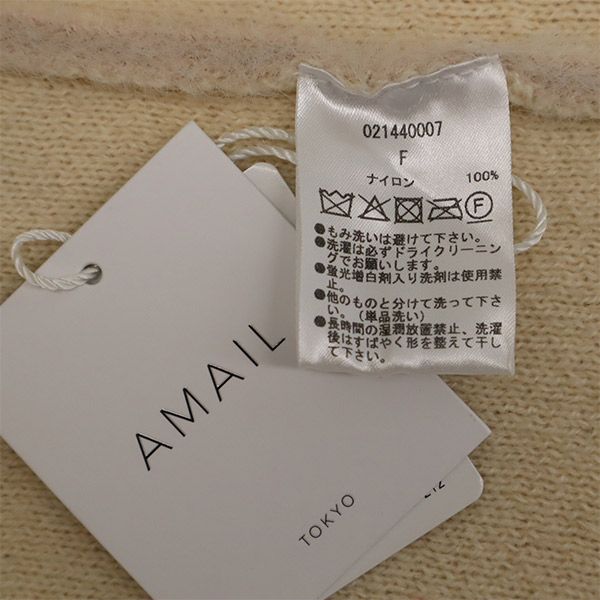 021440007
F
ナイロン 100%
F
●もみ洗いは避けて下さい。
●洗濯は必ずドライクリーニン
グでお願いします。
●蛍光増白剤入り洗剤は使用禁
止。
●他のものと分けて洗って下さ
い。（単品洗い）
●長時間の湿潤放置禁止、洗濯
後はすばやく形を整えて干し
て下さい。
AMAIL
TOKYO